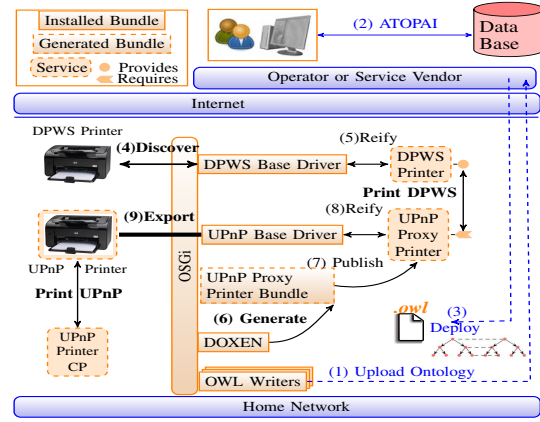 Installed Bundle
Generated Bundle
Service
Provides
Requires
(2) ATOPAI
Data
Base
Operator or Service Vendor
Internet
DPWS Printer
(4)Discover
DPWS Base Driver
(5)Reify
DPWS
Printer
Print DPWS
(9)Export
UPnP Base Driver
(8)Reify
UPnP
Proxy
Printer
OSGi
UPnP Printer
Print UPnP
(7) Publish
UPnP Proxy
Printer Bundle
(6) Generate
DOXEN
UPnP
Printer
CP
.owl
(3)
Deploy
OWL Writers
(1) Upload Ontology
Home Network